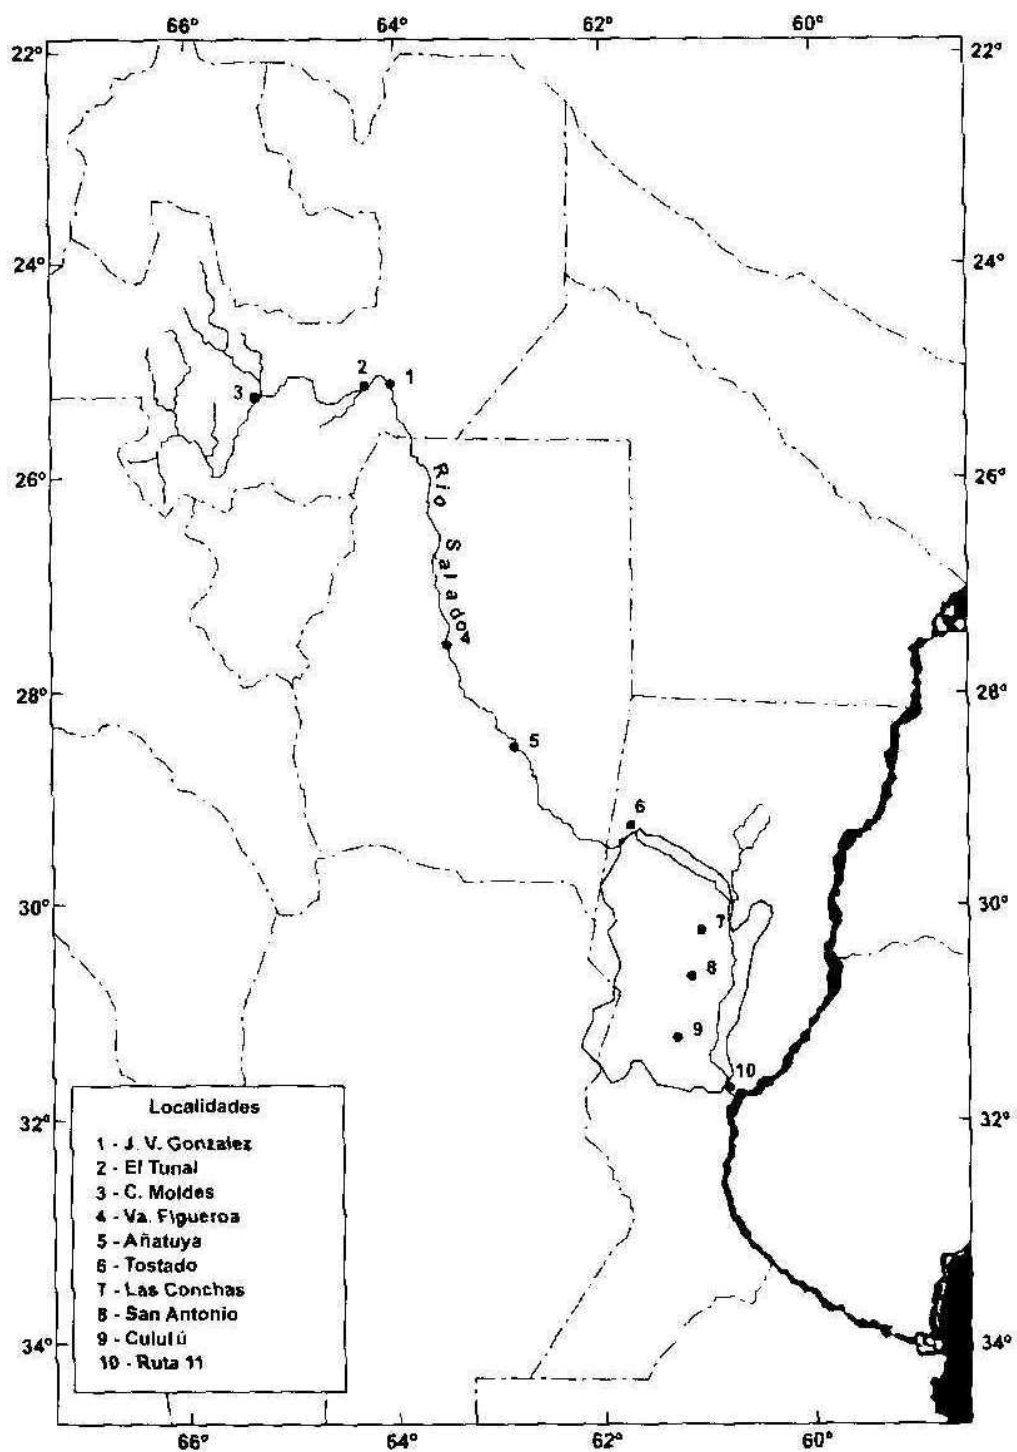 66° 64° 62° 60°
22° 22°
24° 24°
2 1
3
26° 26°
Río Salado
4
28° 28°
5
6
30° 30°
7
8
9
10
32° 32°
Localidades
1 - J. V. Gonzalez
2 - El Tunal
3 - C. Moldes
4 - Va. Figueroa
5 - Añatuya
6 - Tostado
7 - Las Conchas
8 - San Antonio
9 - Cululú
10 - Ruta 11
34° 34°
66° 64° 62° 60°